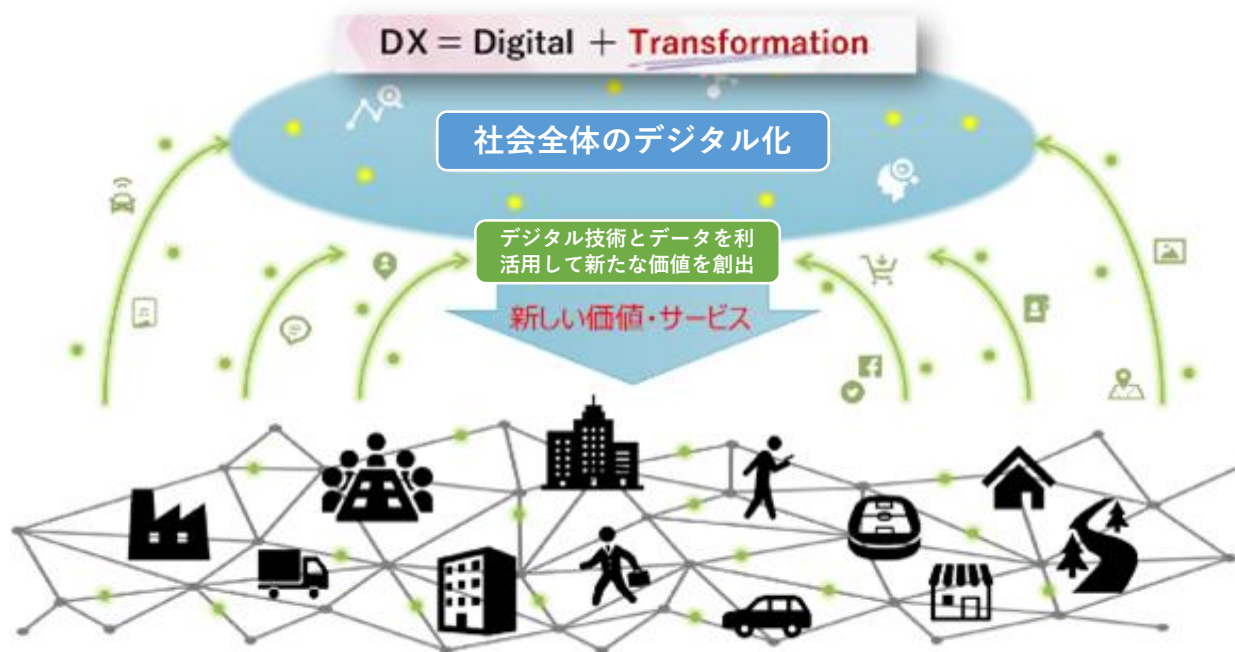 DX = Digital + Transformation
社会全体のデジタル化
デジタル技術とデータを利
活用して新たな価値を創出
新しい価値・サービス